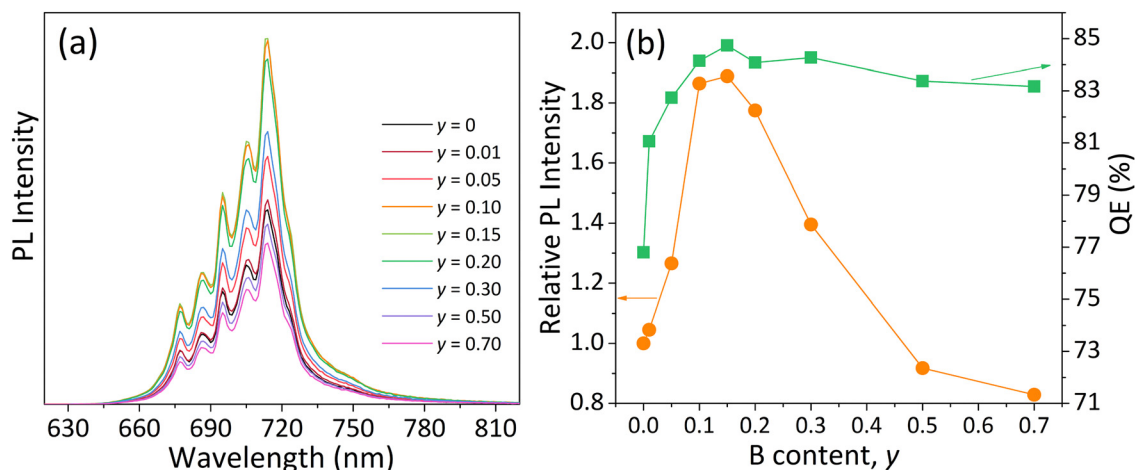 (a)
PL Intensity
y = 0
y = 0.01
y = 0.05
y = 0.10
y = 0.15
y = 0.20
y = 0.30
y = 0.50
y = 0.70
630 660 690 720 750 780 810
Wavelength (nm)
(b)
Relative PL Intensity
2.0
1.8
1.6
1.4
1.2
1.0
0.8
85
83
81
79
77
75
73
71
QE (%)
0.0 0.1 0.2 0.3 0.4 0.5 0.6 0.7
B content, y